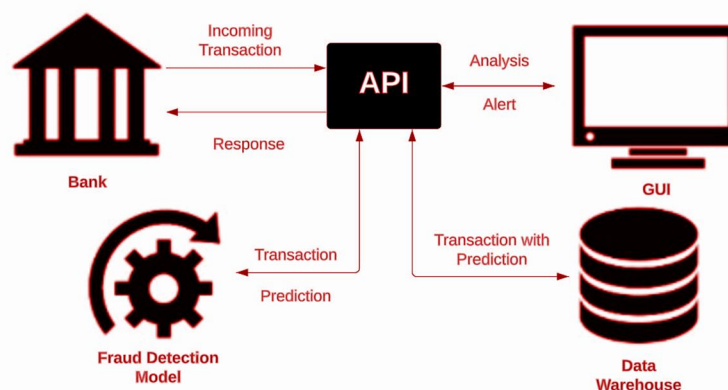 Incoming
Transaction
API
Analysis
Alert
Response
Bank
GUI
Transaction
Prediction
Transaction with
Prediction
Fraud Detection
Model
Data
Warehouse